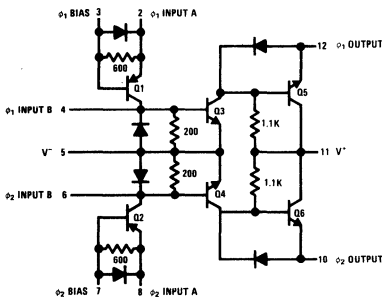 ϕ₁ BIAS 3 2 ϕ₁ INPUT A
600
Q1
12 ϕ₁ OUTPUT
ϕ₁ INPUT B 4
Q3
Q5
200
1.1K
V⁻ 5
11 V⁺
200
1.1K
ϕ₂ INPUT B 6
Q4
Q6
Q2
600
10 ϕ₂ OUTPUT
ϕ₂ BIAS 7 8 ϕ₂ INPUT A